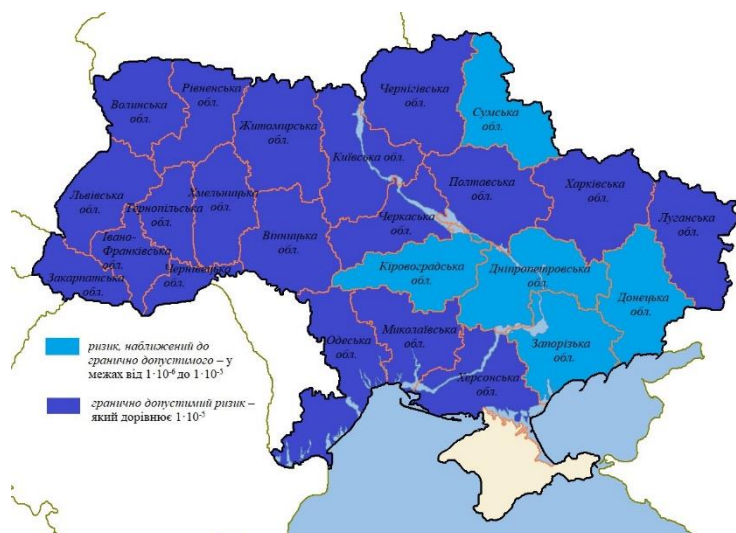 Волинська
обл.
Рівненська
обл.
Житомирська
обл.
Чернігівська
обл.
Сумська
обл.
Київська обл.
Львівська
обл.
Тернопільська
обл.
Хмельницька
обл.
Вінницька
обл.
Черкаська
обл.
Полтавська
обл.
Харківська
обл.
Луганська
обл.
Івано-
Франківська
обл.
Закарпатська
обл.
Чернівецька
обл.
Кіровоградська
обл.
Дніпропетровська
обл.
Донецька
обл.
Одеська
обл.
Миколаївська
обл.
Запорізька
обл.
Херсонська
обл.
ризик, наближений до
гранично допустимого – у
межах від 1·10⁻⁶ до 1·10⁻⁵
гранично допустимий ризик –
який дорівнює 1·10⁻⁵